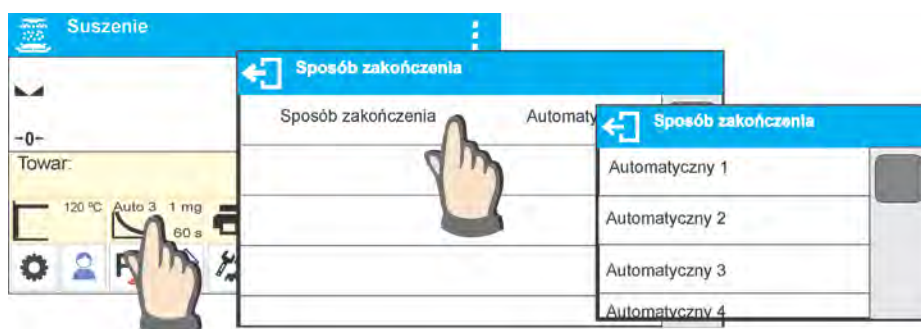 Suszenie
-0-
Towar:
120 °C Auto 3 1 mg
60 s
Sposób zakończenia
Sposób zakończenia Automaty
Sposób zakończenia
Automatyczny 1
Automatyczny 2
Automatyczny 3
Automatyczny 4